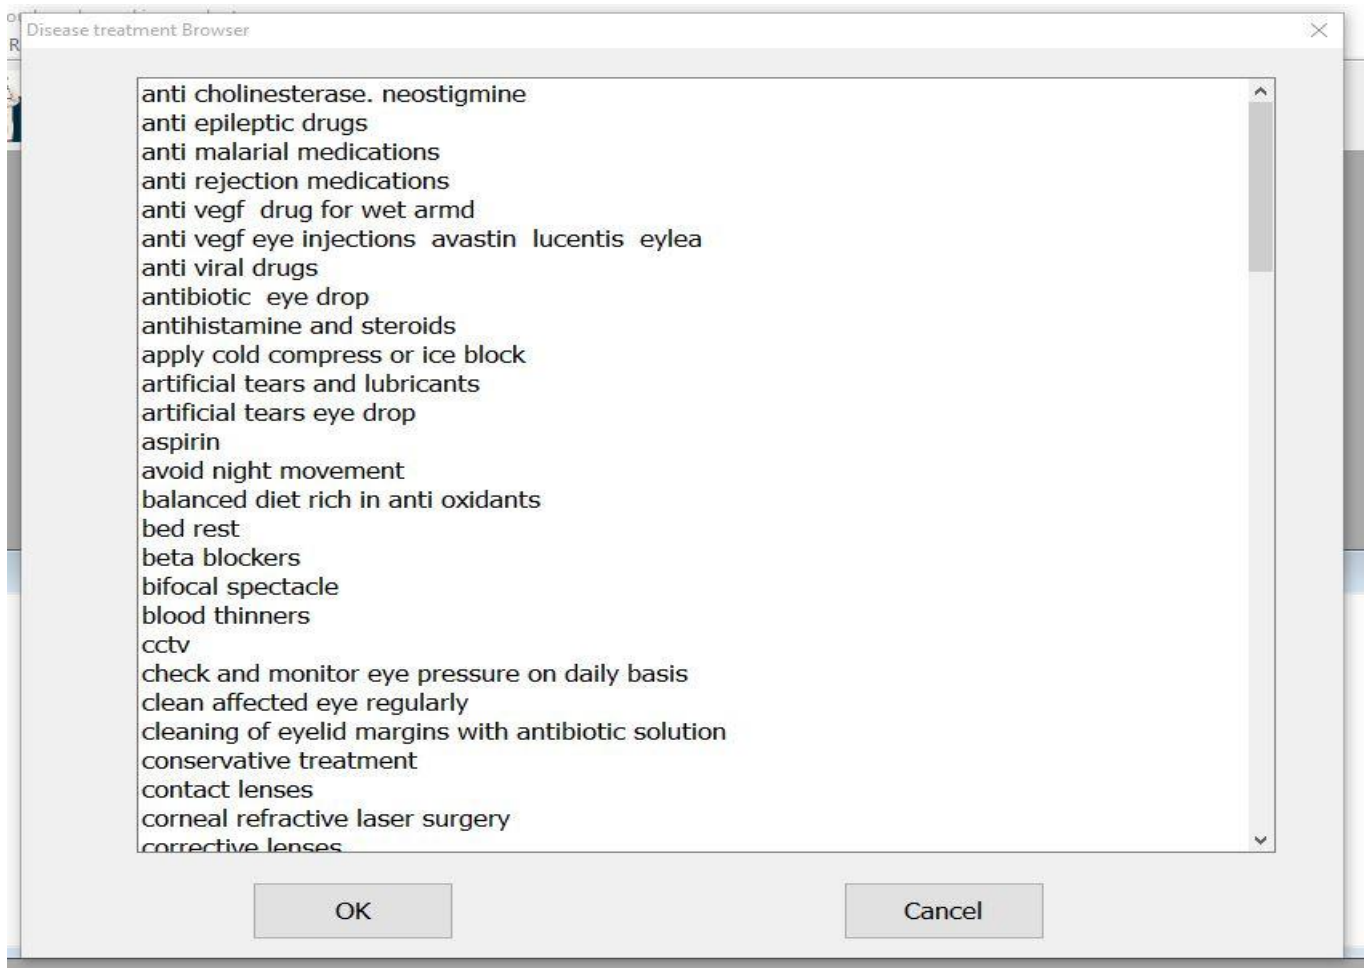 Disease treatment Browser
R
anti cholinesterase. neostigmine
anti epileptic drugs
anti malarial medications
anti rejection medications
anti vegf  drug for wet armd
anti vegf eye injections  avastin  lucentis  eylea
anti viral drugs
antibiotic  eye drop
antihistamine and steroids
apply cold compress or ice block
artificial tears and lubricants
artificial tears eye drop
aspirin
avoid night movement
balanced diet rich in anti oxidants
bed rest
beta blockers
bifocal spectacle
blood thinners
cctv
check and monitor eye pressure on daily basis
clean affected eye regularly
cleaning of eyelid margins with antibiotic solution
conservative treatment
contact lenses
corneal refractive laser surgery
corrective lenses
OK Cancel